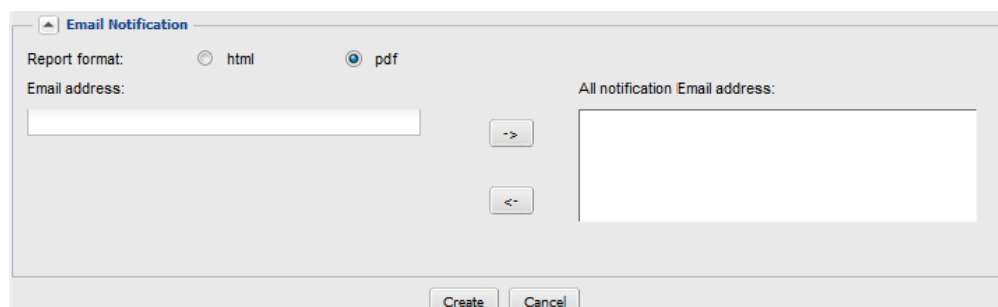 Email Notification
Report format: html pdf
Email address: All notification Email address:
->
<-
Create Cancel